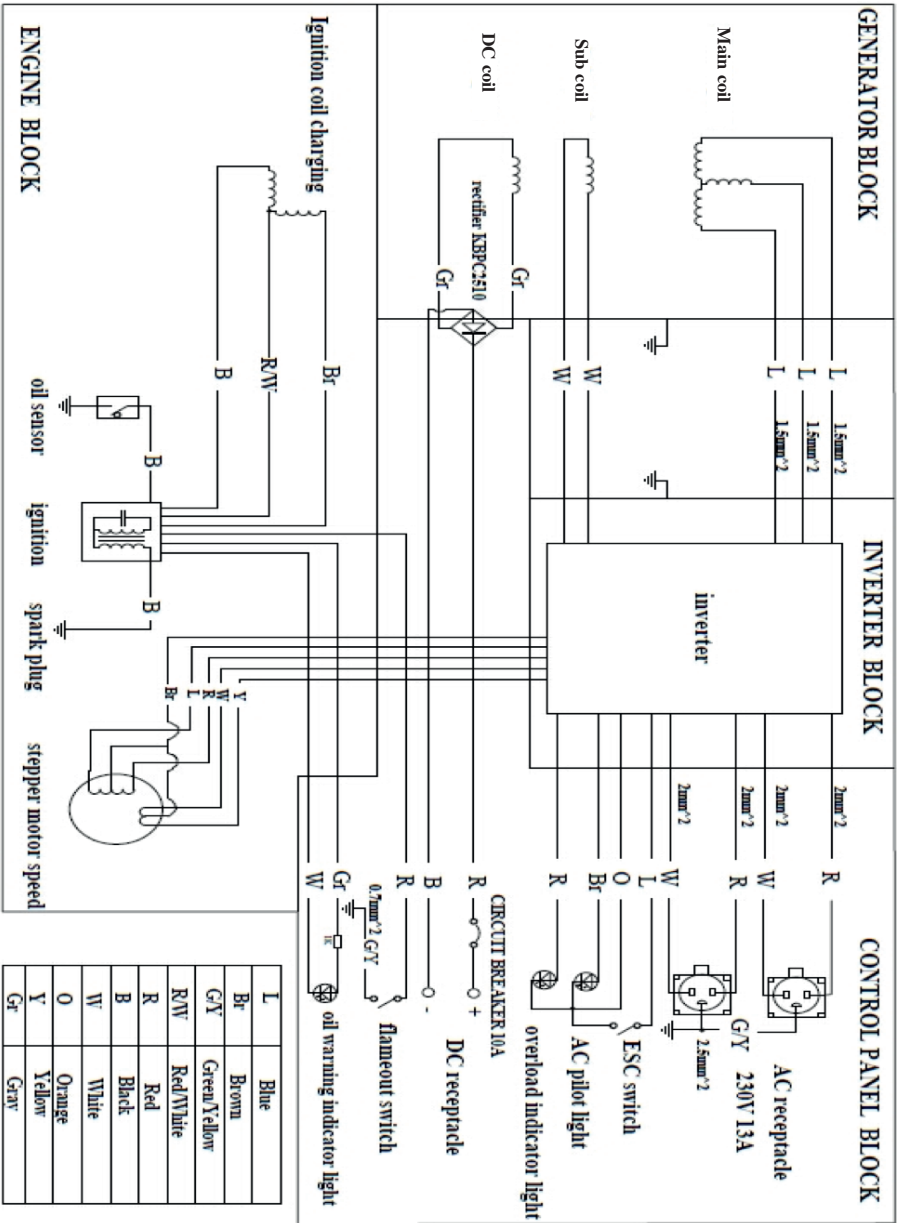 GENERATOR BLOCK
INVERTER BLOCK
CONTROL PANEL BLOCK
Main coil
Sub coil
DC coil
Ignition coil charging
ENGINE BLOCK
rectifier KBPC2510
Gr
Gr
L
L
L
1.5mm^2
1.5mm^2
1.5mm^2
W
W
inverter
2mm^2
2mm^2
2mm^2
2mm^2
R
W
R
W
L
O
Br
R
AC receptacle
230V 13A
G/Y
2.5mm^2
ESC switch
AC pilot light
overload indicator light
CIRCUIT BREAKER 10A
R
+
B
-
DC receptacle
R
0.7mm^2 G/Y
flameout switch
Gr
1K
W
oil warning indicator light
Br
R/W
B
B
B
oil sensor
ignition
spark plug
stepper motor speed
Y
W
R
L
Br
L Blue
Br Brown
G/Y Green/Yellow
R/W Red/White
R Red
B Black
W White
O Orange
Y Yellow
Gr Gray